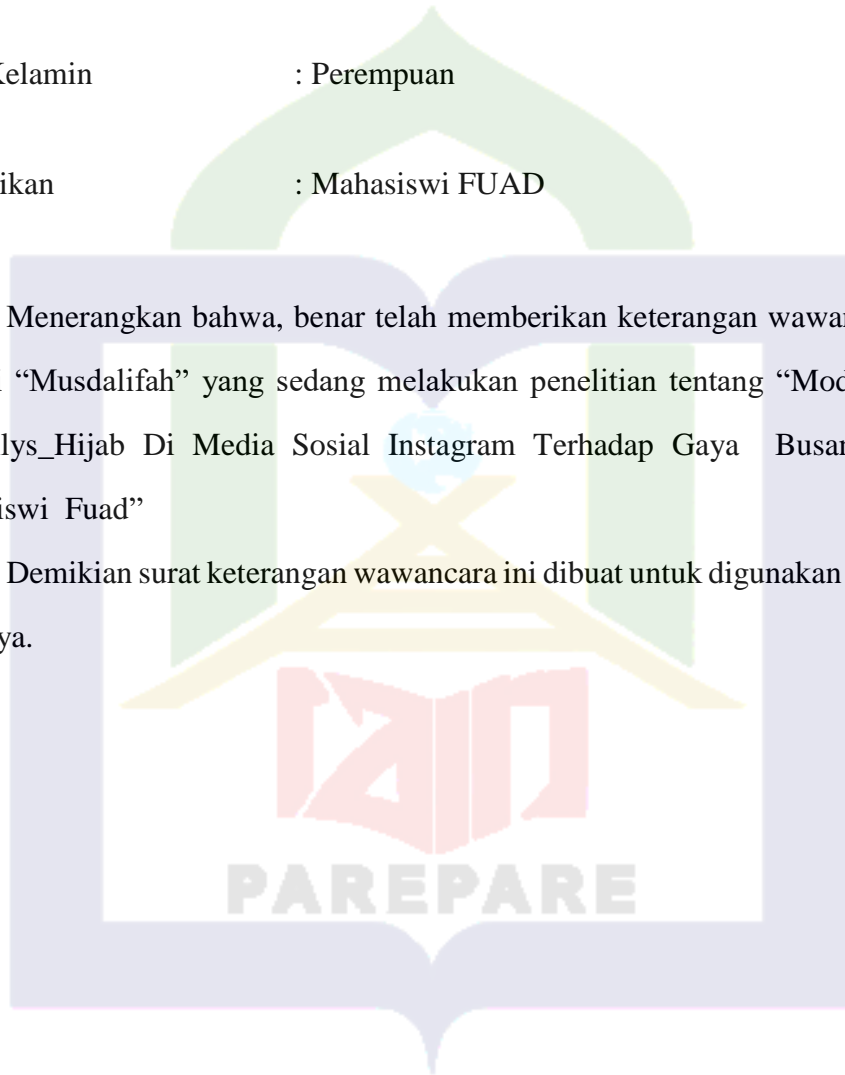 Kelamin : Perempuan
ikan : Mahasiswi FUAD
Menerangkan bahwa, benar telah memberikan keterangan wawan
“Musdalifah” yang sedang melakukan penelitian tentang “Mod
lys_Hijab Di Media Sosial Instagram Terhadap Gaya Busan
iswi Fuad”
Demikian surat keterangan wawancara ini dibuat untuk digunakan
ya.
iain
PAREPARE